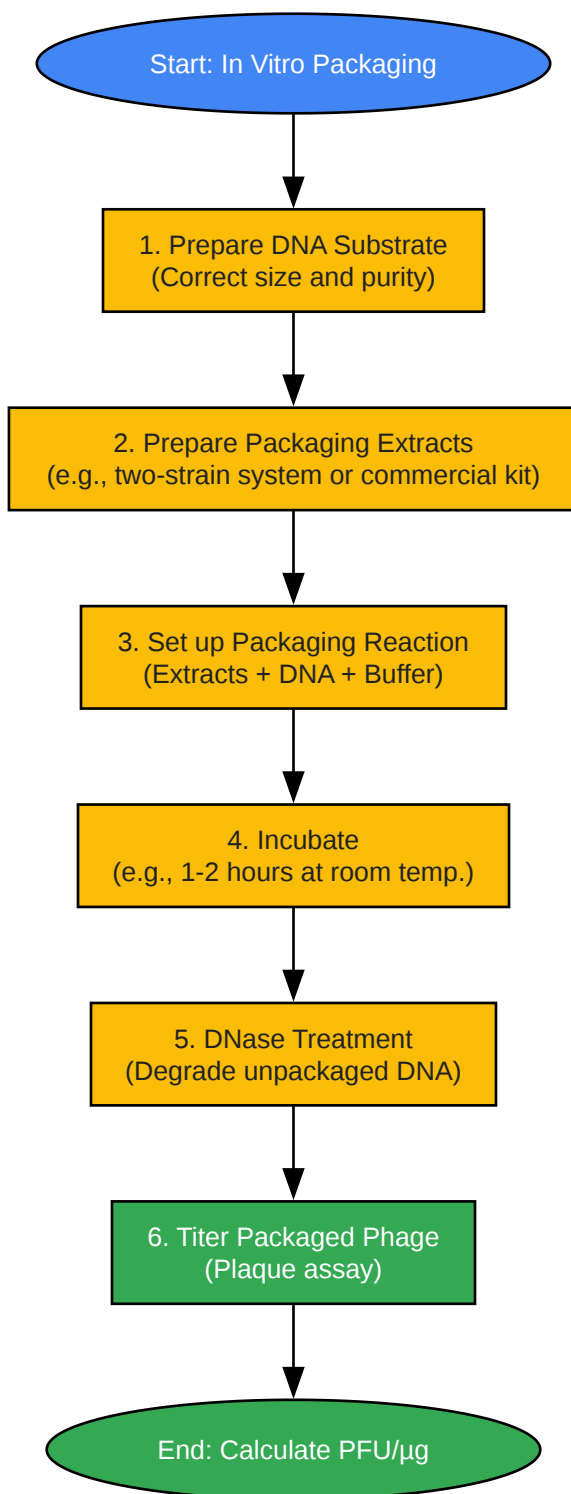 Start: In Vitro Packaging
1. Prepare DNA Substrate
(Correct size and purity)
2. Prepare Packaging Extracts
(e.g., two-strain system or commercial kit)
3. Set up Packaging Reaction
(Extracts + DNA + Buffer)
4. Incubate
(e.g., 1-2 hours at room temp.)
5. DNase Treatment
(Degrade unpackaged DNA)
6. Titer Packaged Phage
(Plaque assay)
End: Calculate PFU/µg